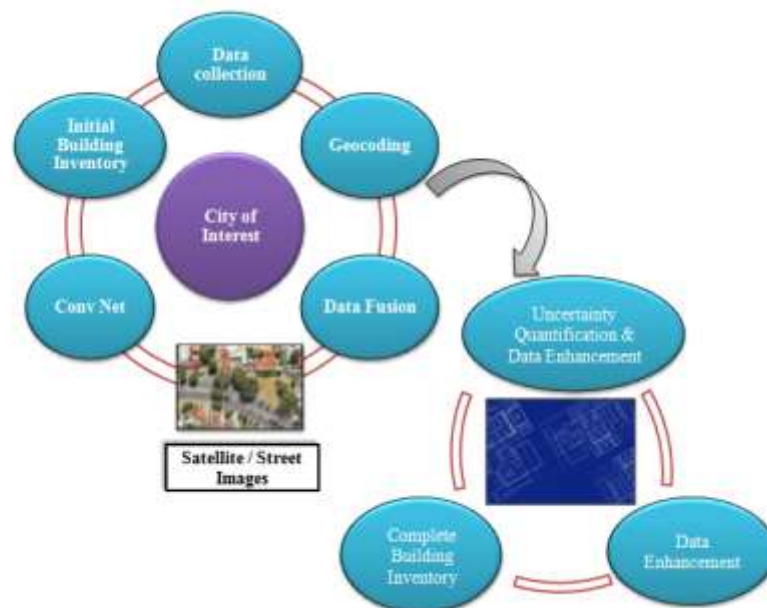 Data
collection
Initial
Building
Inventory
Geocoding
City of
Interest
Conv Net
Data Fusion
Satellite / Street
Images
Uncertainty
Quantification &
Data Enhancement
Complete
Building
Inventory
Data
Enhancement